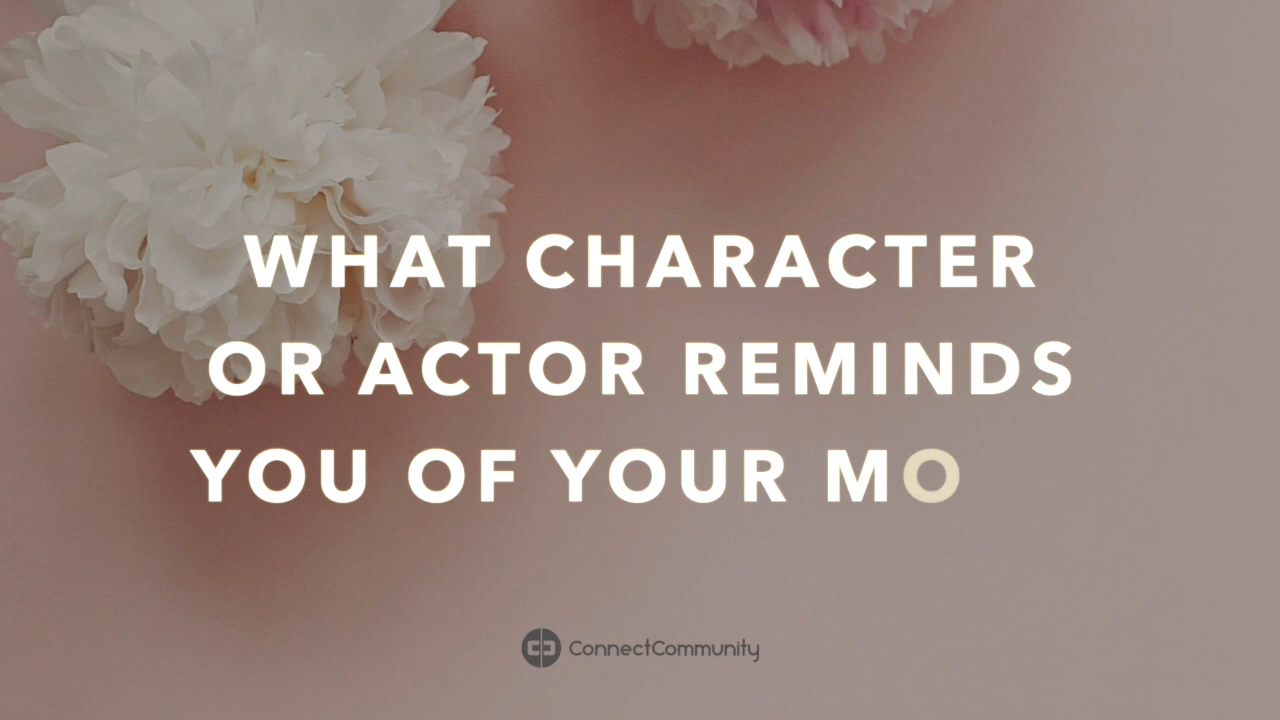 WHAT CHARACTER
OR ACTOR REMINDS
YOU OF YOUR MO
ConnectCommunity